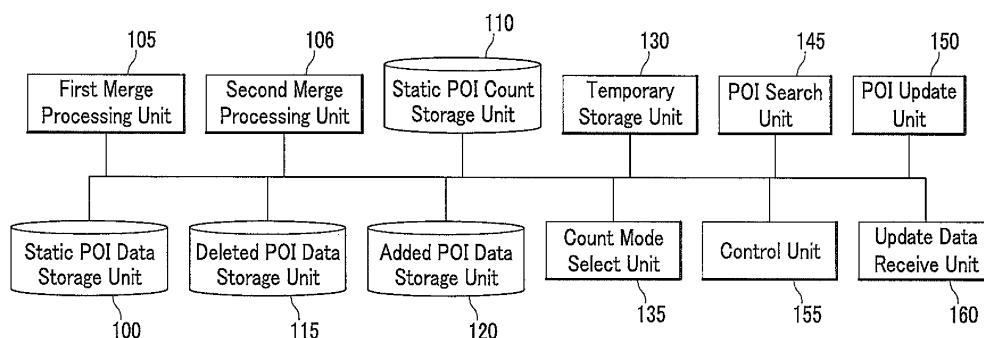 105
106
110
130
145
150
First Merge
Processing Unit
Second Merge
Processing Unit
Static POI Count
Storage Unit
Temporary
Storage Unit
POI Search
Unit
POI Update
Unit
Static POI Data
Storage Unit
Deleted POI Data
Storage Unit
Added POI Data
Storage Unit
Count Mode
Select Unit
Control Unit
Update Data
Receive Unit
100
115
120
135
155
160